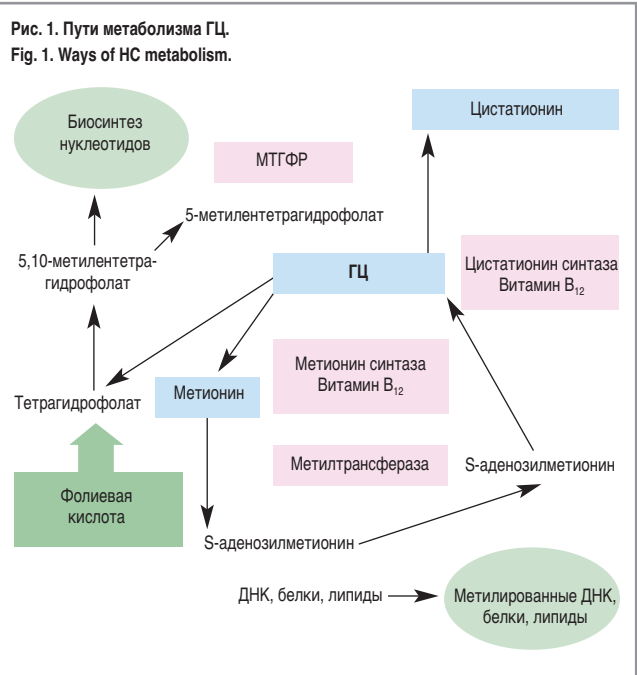 Рис. 1. Пути метаболизма ГЦ.
Fig. 1. Ways of HC metabolism.
Биосинтез
нуклеотидов
Цистатионин
МТГФР
5-метилентетрагидрофолат
5,10-метилентетра-
гидрофолат
ГЦ
Цистатионин синтаза
Витамин B₁₂
Метионин синтаза
Витамин B₁₂
Тетрагидрофолат
Метионин
Метилтрансфераза
S-аденозилметионин
Фолиевая
кислота
S-аденозилметионин
ДНК, белки, липиды
Метилированные ДНК,
белки, липиды